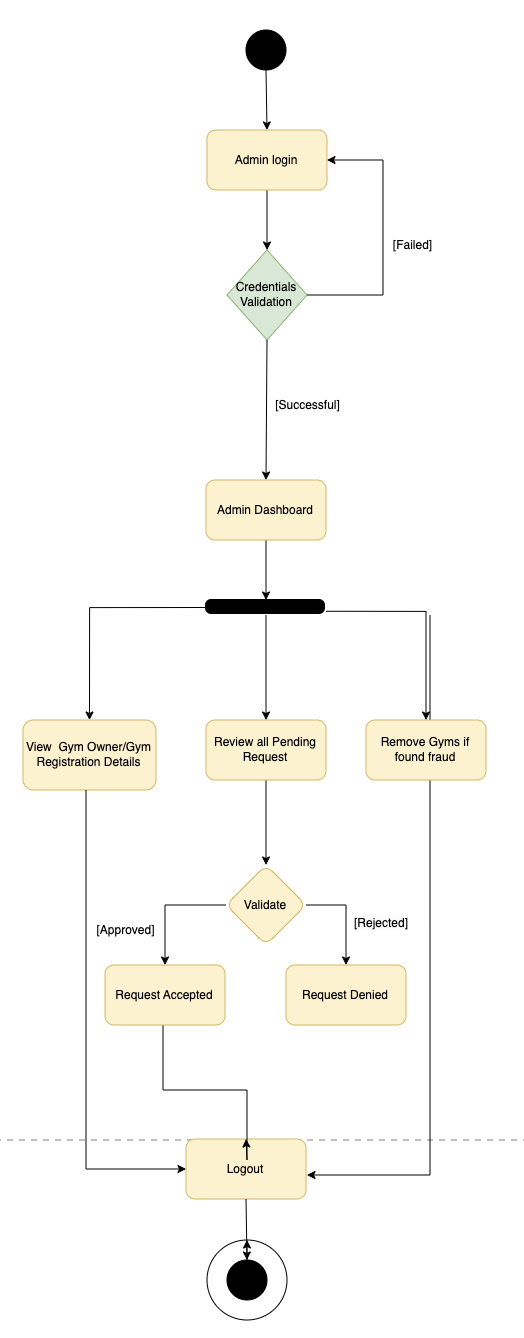 Admin login
[Failed]
Credentials
Validation
[Successful]
Admin Dashboard
View  Gym Owner/Gym
Registration Details
Review all Pending
Request
Remove Gyms if
found fraud
Validate
[Approved]
[Rejected]
Request Accepted
Request Denied
Logout